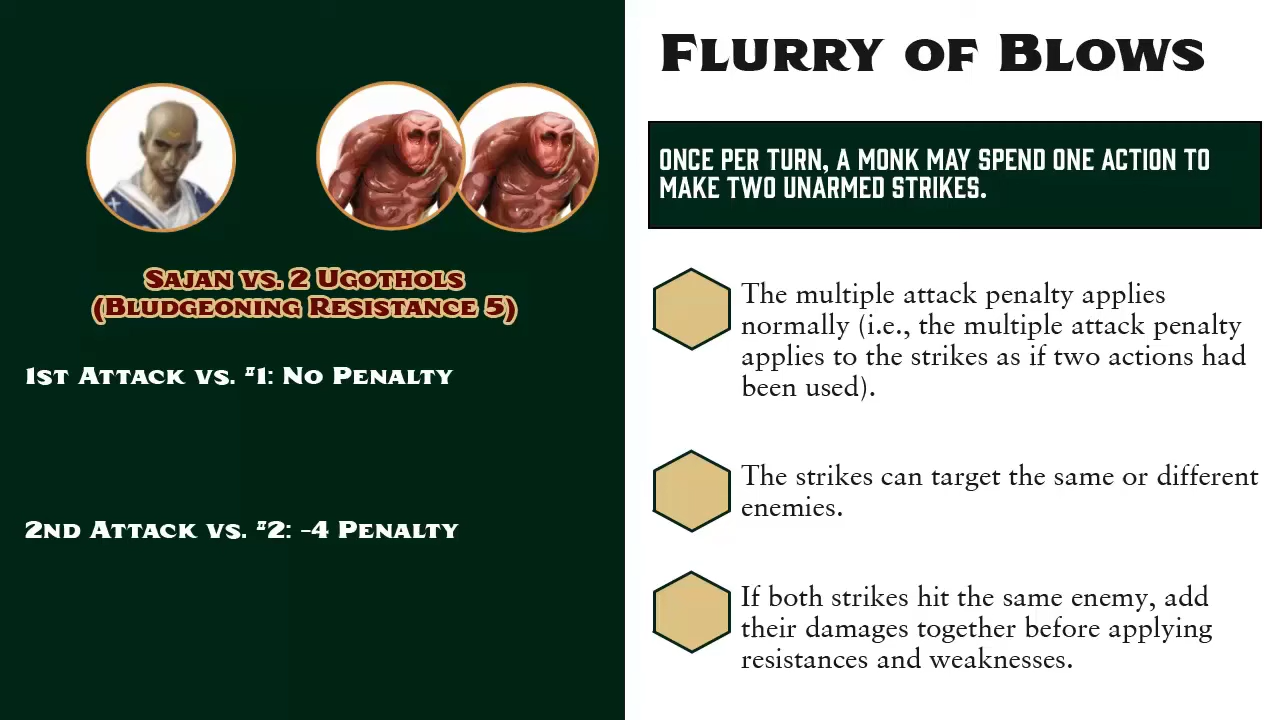 Flurry of Blows
Once per turn, a monk may spend one action to
make two unarmed strikes.
Sajan vs. 2 Ugothols
(Bludgeoning Resistance 5)
1st Attack vs. #1: No Penalty
2nd Attack vs. #2: -4 Penalty
The multiple attack penalty applies
normally (i.e., the multiple attack penalty
applies to the strikes as if two actions had
been used).
The strikes can target the same or different
enemies.
If both strikes hit the same enemy, add
their damages together before applying
resistances and weaknesses.